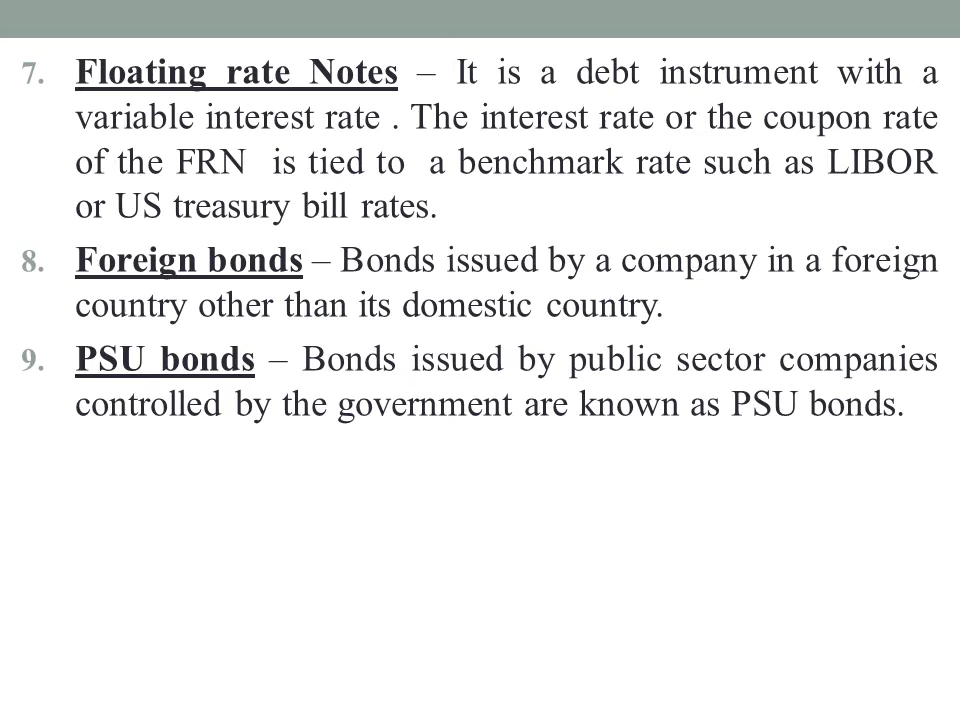 7. Floating rate Notes – It is a debt instrument with a
variable interest rate . The interest rate or the coupon rate
of the FRN is tied to a benchmark rate such as LIBOR
or US treasury bill rates.
8. Foreign bonds – Bonds issued by a company in a foreign
country other than its domestic country.
9. PSU bonds – Bonds issued by public sector companies
controlled by the government are known as PSU bonds.